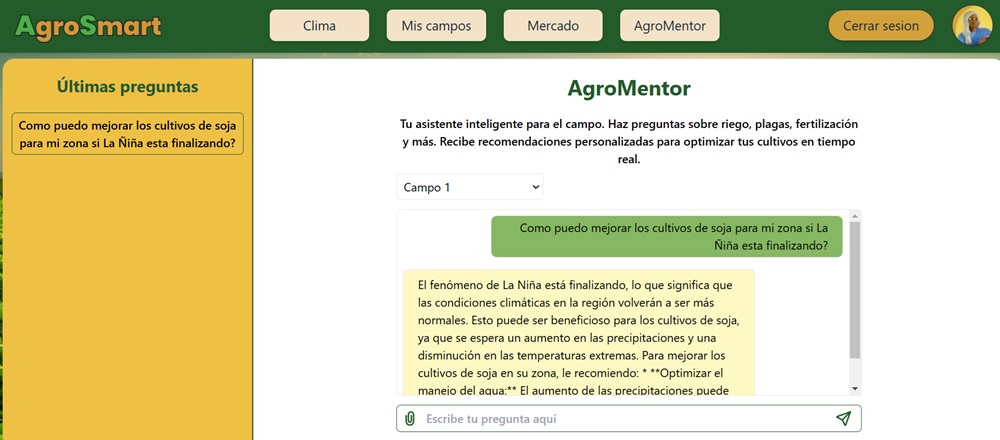 AgroSmart
Clima
Mis campos
Mercado
AgroMentor
Cerrar sesion
Últimas preguntas
Como puedo mejorar los cultivos de soja
para mi zona si La Ñiña esta finalizando?
AgroMentor
Tu asistente inteligente para el campo. Haz preguntas sobre riego, plagas, fertilización
y más. Recibe recomendaciones personalizadas para optimizar tus cultivos en tiempo
real.
Campo 1
Como puedo mejorar los cultivos de soja para mi zona si La
Ñiña esta finalizando?
El fenómeno de La Niña está finalizando, lo que significa que
las condiciones climáticas en la región volverán a ser más
normales. Esto puede ser beneficioso para los cultivos de soja,
ya que se espera un aumento en las precipitaciones y una
disminución en las temperaturas extremas. Para mejorar los
cultivos de soja en su zona, le recomiendo: * **Optimizar el
manejo del agua:** El aumento de las precipitaciones puede
Escribe tu pregunta aquí